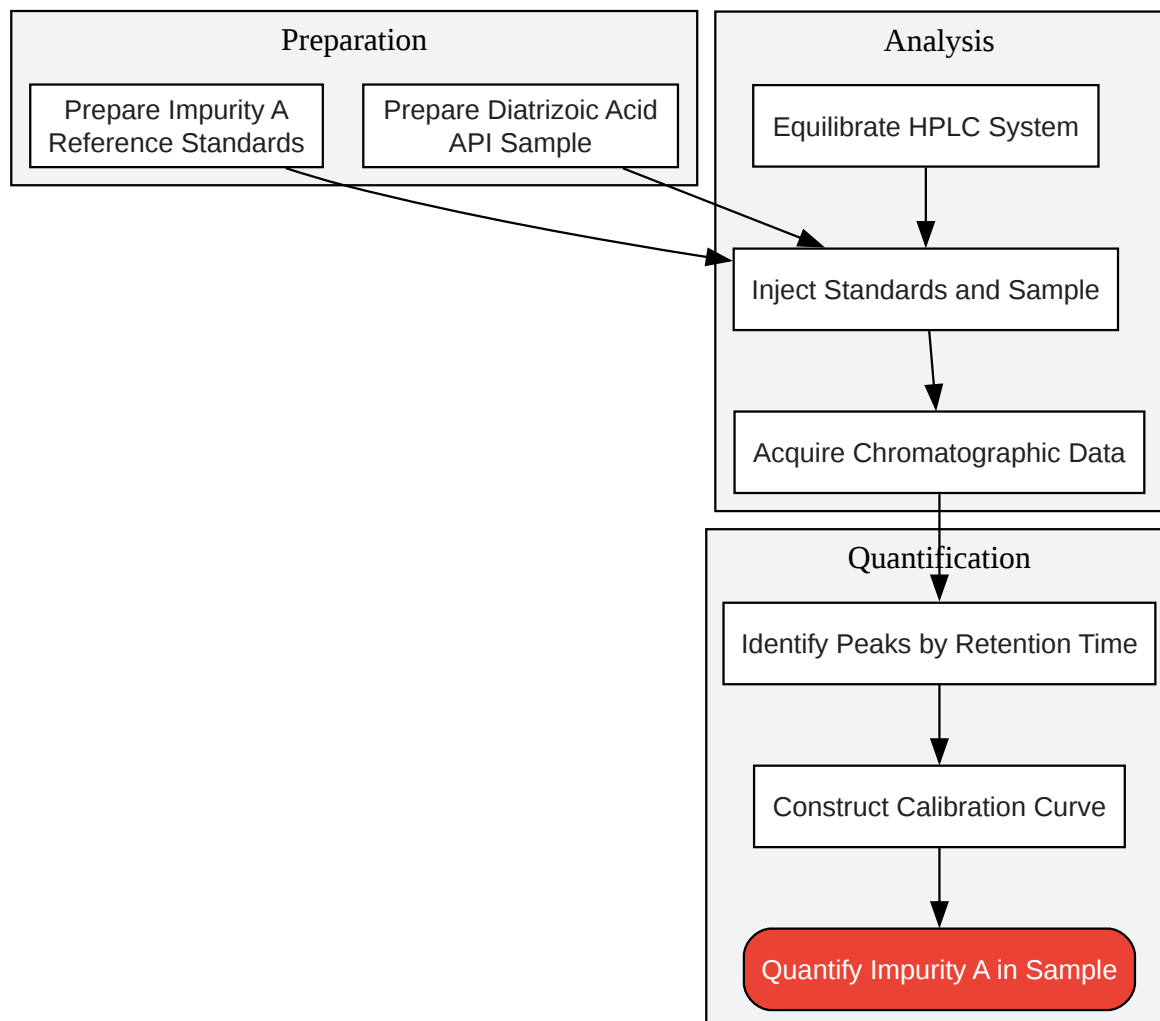 Preparation
Prepare Impurity A
Reference Standards
Prepare Diatrizoic Acid
API Sample
Analysis
Equilibrate HPLC System
Inject Standards and Sample
Acquire Chromatographic Data
Quantification
Identify Peaks by Retention Time
Construct Calibration Curve
Quantify Impurity A in Sample